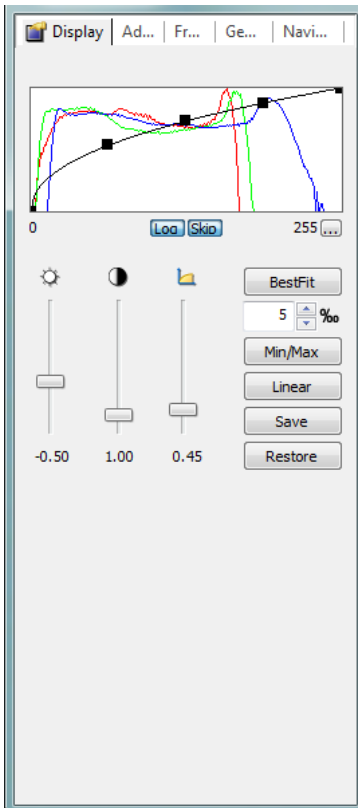 Display Ad... Fr... Ge... Navi...
0 Log Skip 255 ...
BestFit
5 ‰
Min/Max
Linear
Save
-0.50 1.00 0.45 Restore